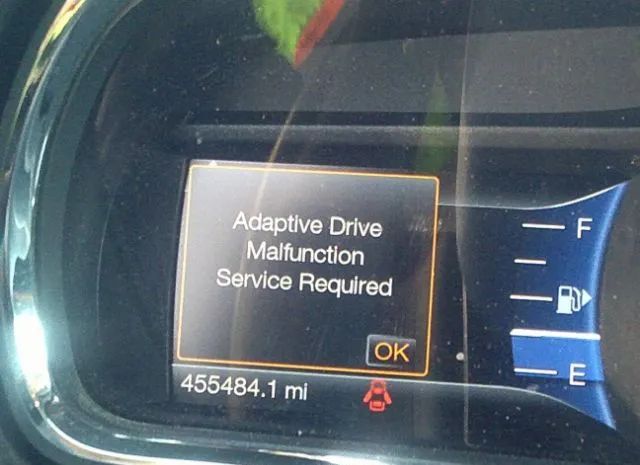 Adaptive Drive
Malfunction
Service Required
OK
455484.1 mi
F
E